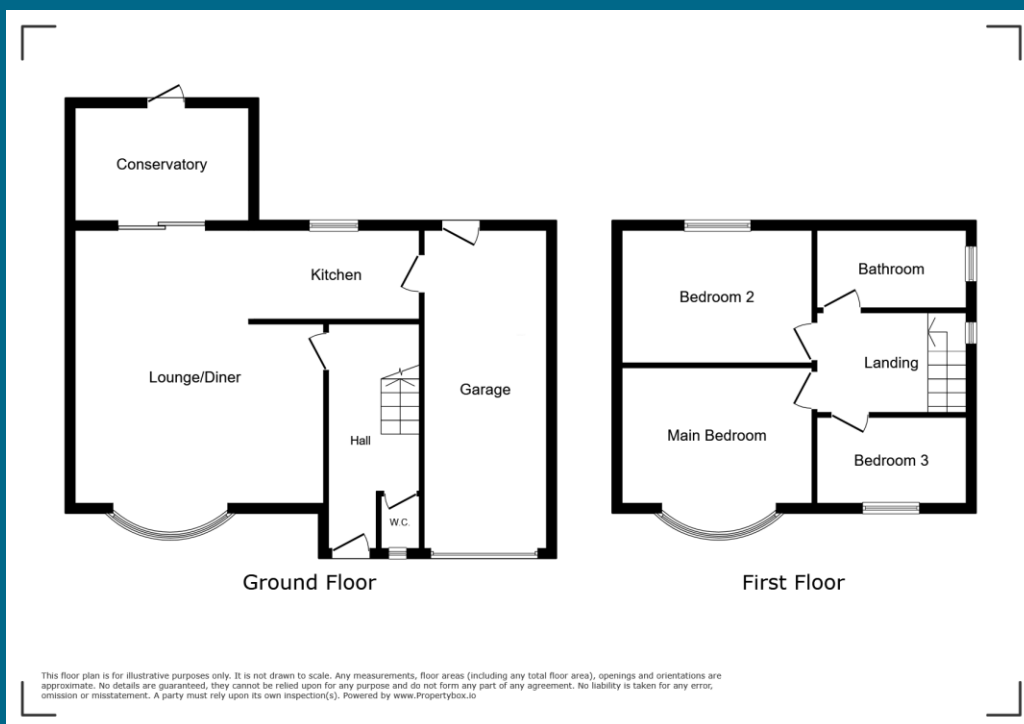 Conservatory
Kitchen
Lounge/Diner
Garage
Hall
W.C.
Ground Floor
Bedroom 2
Bathroom
Landing
Main Bedroom
Bedroom 3
First Floor
This floor plan is for illustrative purposes only. It is not drawn to scale. Any measurements, floor areas (including any total floor area), openings and orientations are
approximate. No details are guaranteed, they cannot be relied upon for any purpose and do not form any part of any agreement. No liability is taken for any error,
omission or misstatement. A party must rely upon its own inspection(s). Powered by www.Propertybox.io